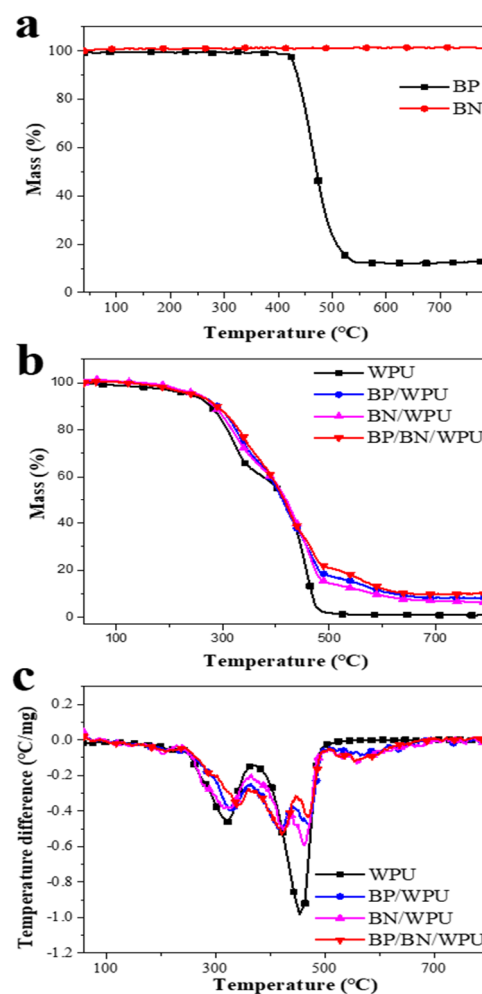 a
100
80
60
40
20
0
Mass (%)
BP
BN
100 200 300 400 500 600 700
Temperature (°C)
b
100
80
60
40
20
0
Mass (%)
WPU
BP/WPU
BN/WPU
BP/BN/WPU
100 300 500 700
Temperature (°C)
c
0.2
0.0
-0.2
-0.4
-0.6
-0.8
-1.0
-1.2
Temperature difference (°C/mg)
WPU
BP/WPU
BN/WPU
BP/BN/WPU
100 300 500 700
Temperature (°C)